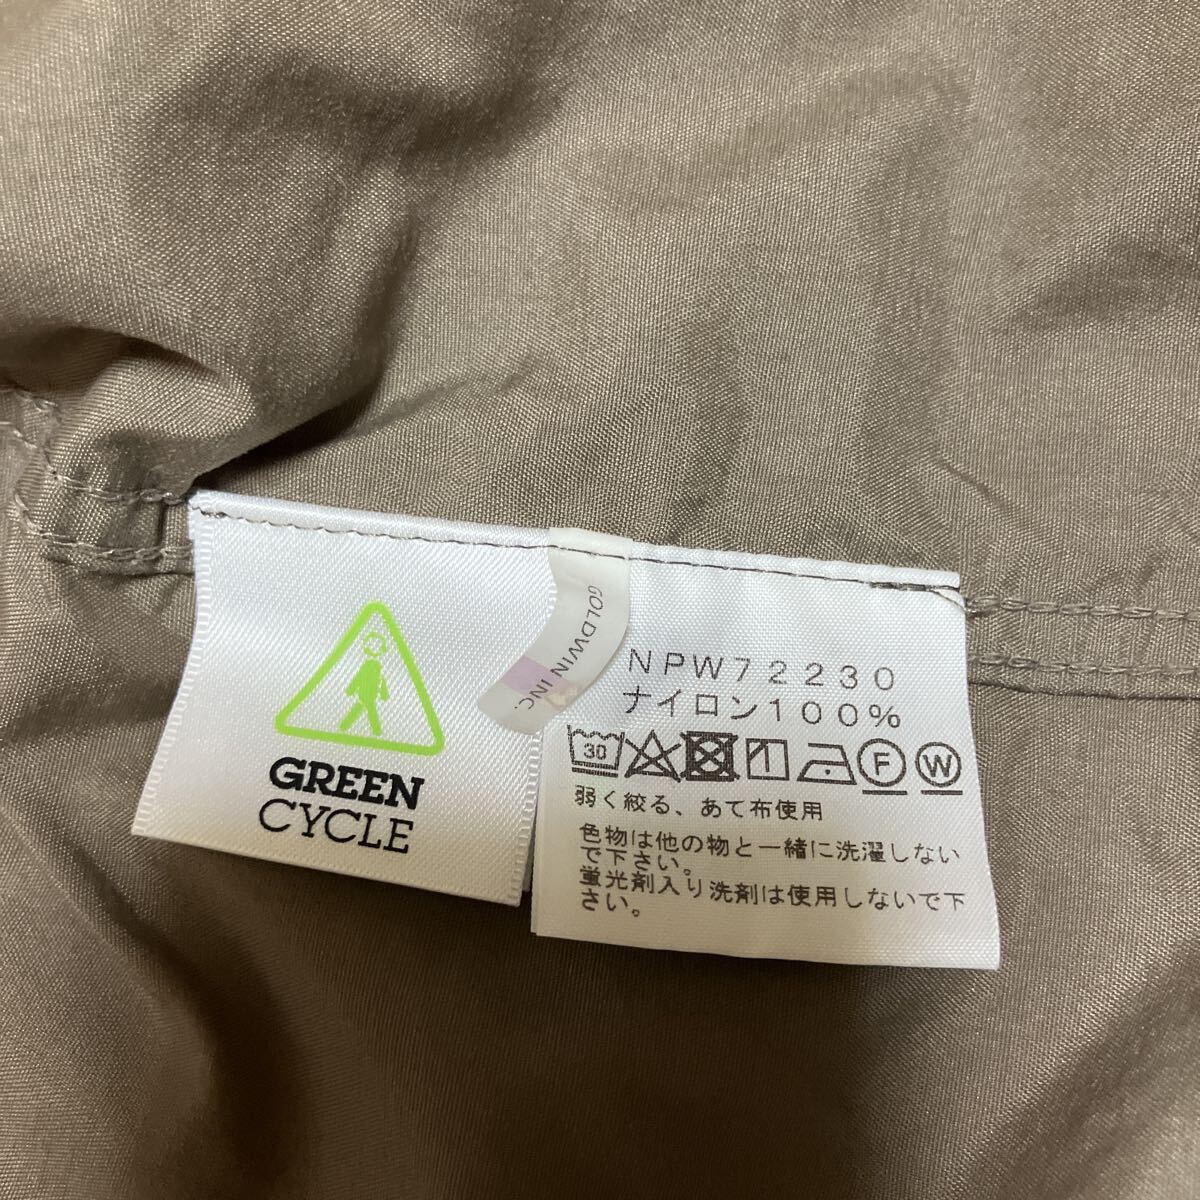 GREEN
CYCLE
GOLDWIN INC.
NPW72230
ナイロン100%
30
F
W
弱く絞る、あて布使用
色物は他の物と一緒に洗濯しない
で下さい。
蛍光剤入り洗剤は使用しないで下
さい。